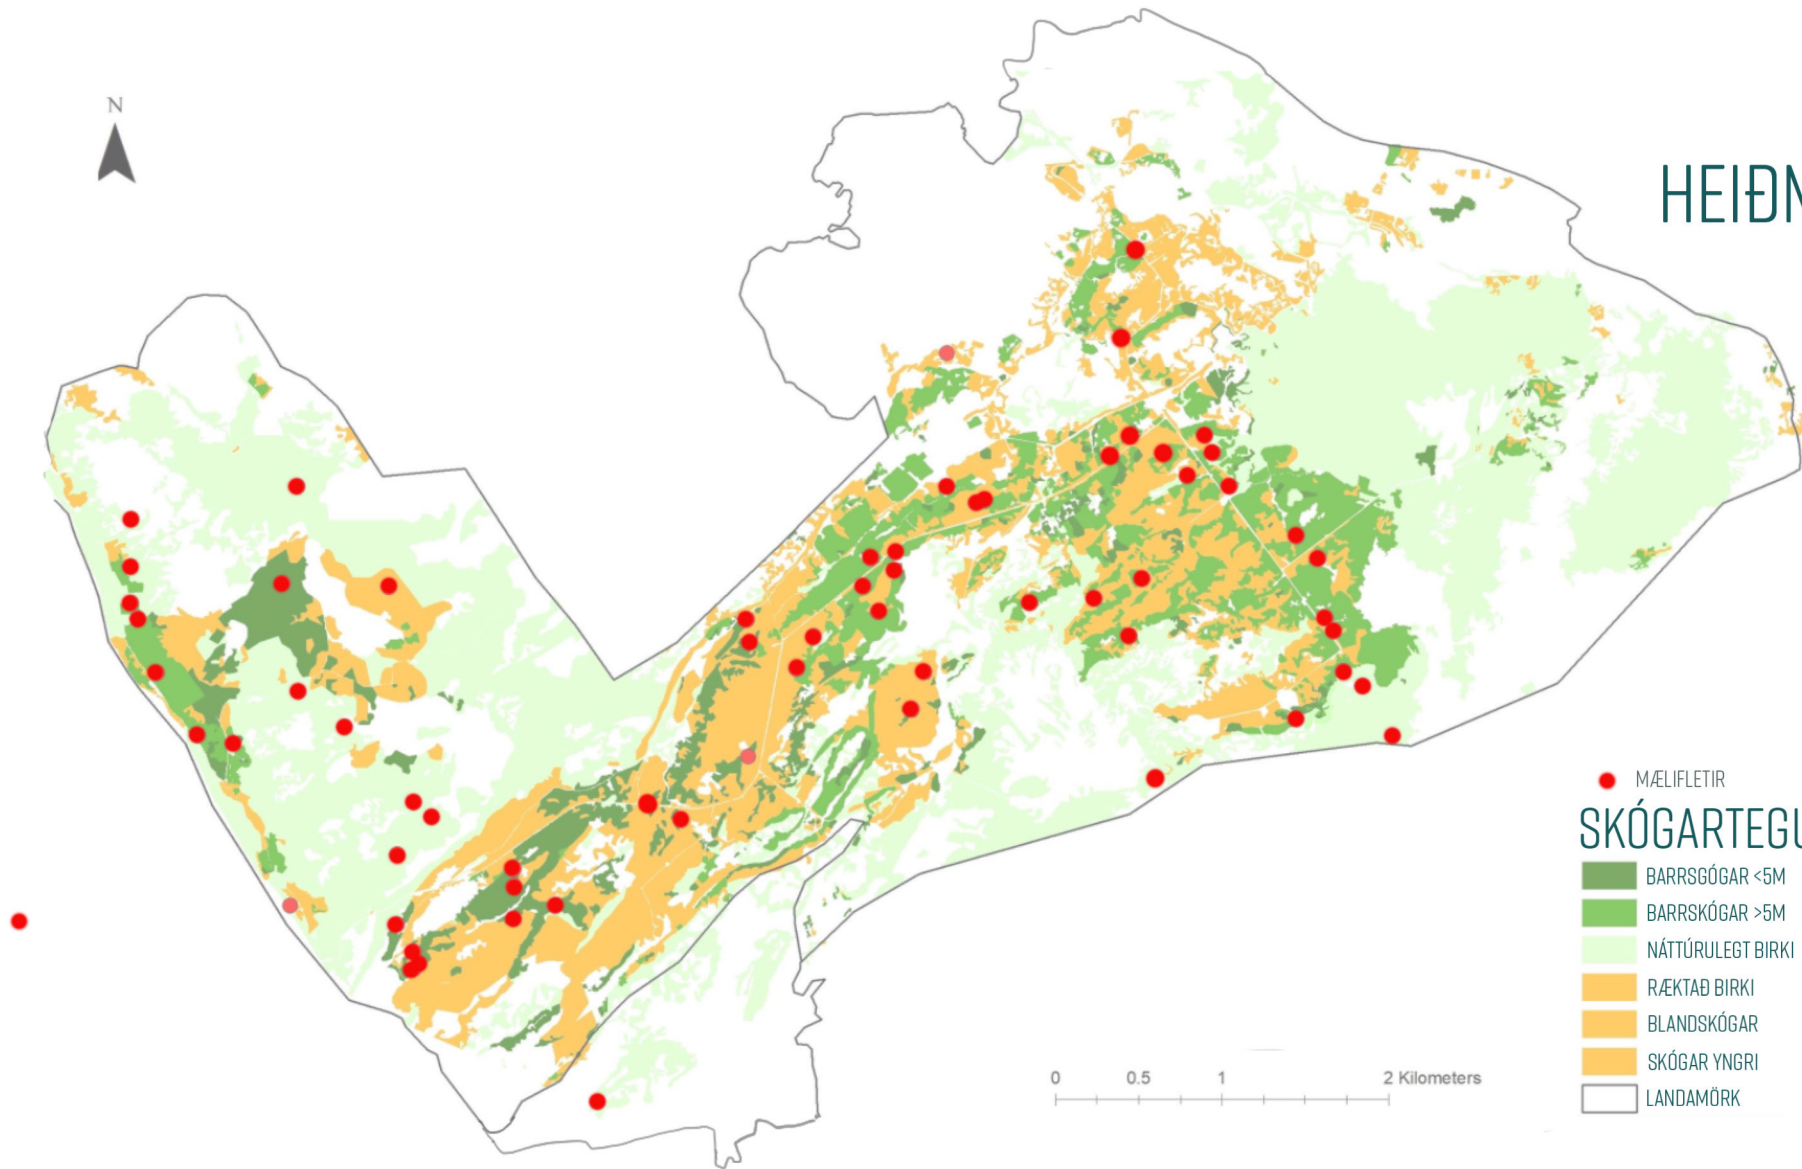 N
HEIÐM
MÆLIFLETIR
SKÓGARTEGU
BARRSGÓGAR <5M
BARRSKÓGAR >5M
NÁTTÚRULEGT BIRKI
RÆKTAÐ BIRKI
BLANDSKÓGAR
SKÓGAR YNGRI
LANDAMÖRK
0 0.5 1 2 Kilometers